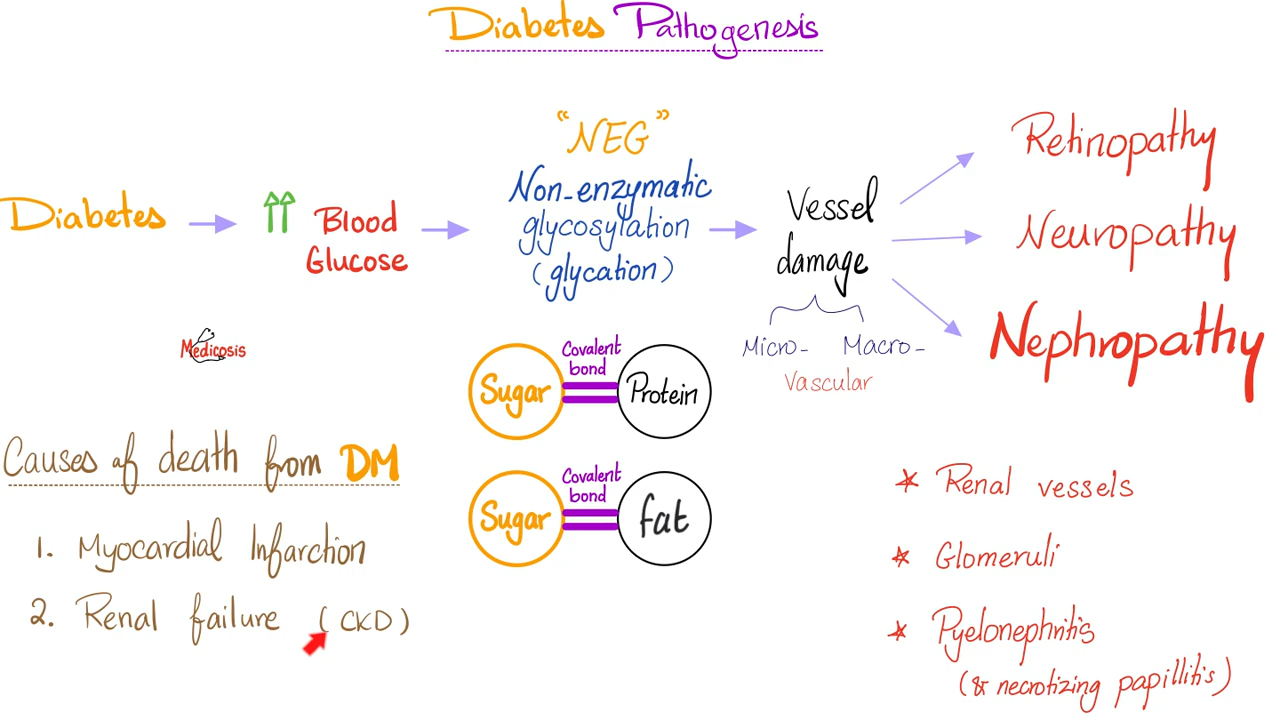 Diabetes Pathogenesis
Diabetes
Blood
Glucose
"NEG"
Non-enzymatic
glycosylation
(glycation)
Vessel
damage
Micro- Macro-
Vascular
Retinopathy
Neuropathy
Nephropathy
Medicosis
Covalent
bond
Sugar
Protein
Covalent
bond
Sugar
fat
Causes of death from DM
1. Myocardial Infarction
2. Renal failure (CKD)
* Renal vessels
* Glomeruli
* Pyelonephritis
(& necrotizing papillitis)